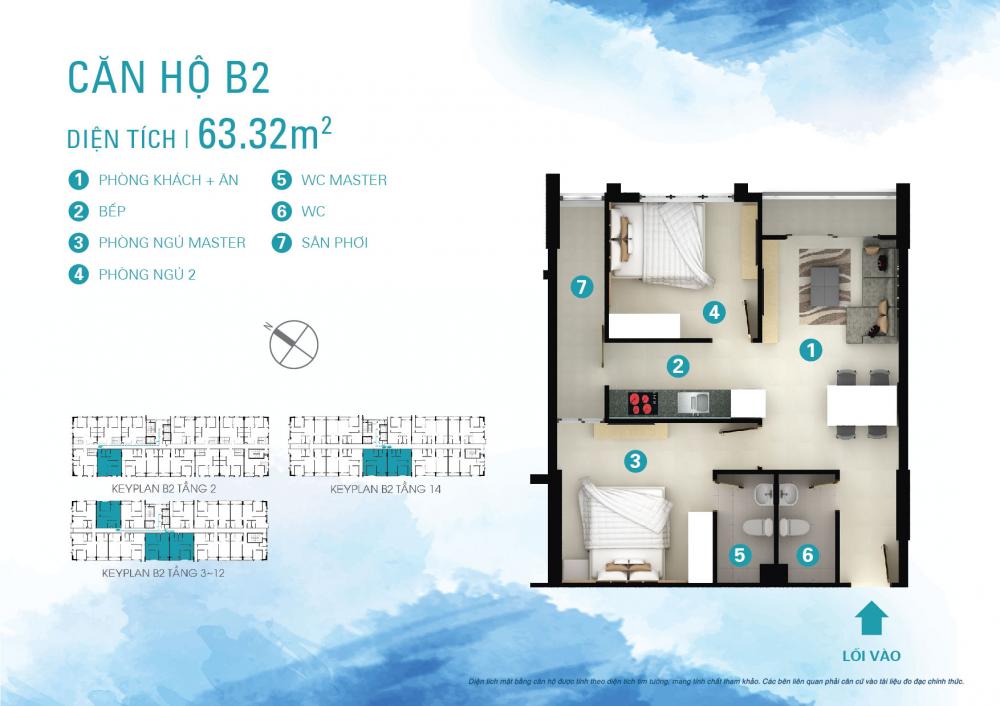 CĂN HỘ B2
DIỆN TÍCH | 63.32m²
1 PHÒNG KHÁCH + ĂN
2 BẾP
3 PHÒNG NGỦ MASTER
4 PHÒNG NGỦ 2
5 WC MASTER
6 WC
7 SÂN PHƠI
N
KEYPLAN B2 TẦNG 2
KEYPLAN B2 TẦNG 14
KEYPLAN B2 TẦNG 3~12
7
4
2
1
3
5
6
LỐI VÀO
Diện tích mặt bằng căn hộ được tính theo diện tích tim tường, mang tính chất tham khảo. Các bên liên quan phải căn cứ vào tài liệu đo đạc chính thức.